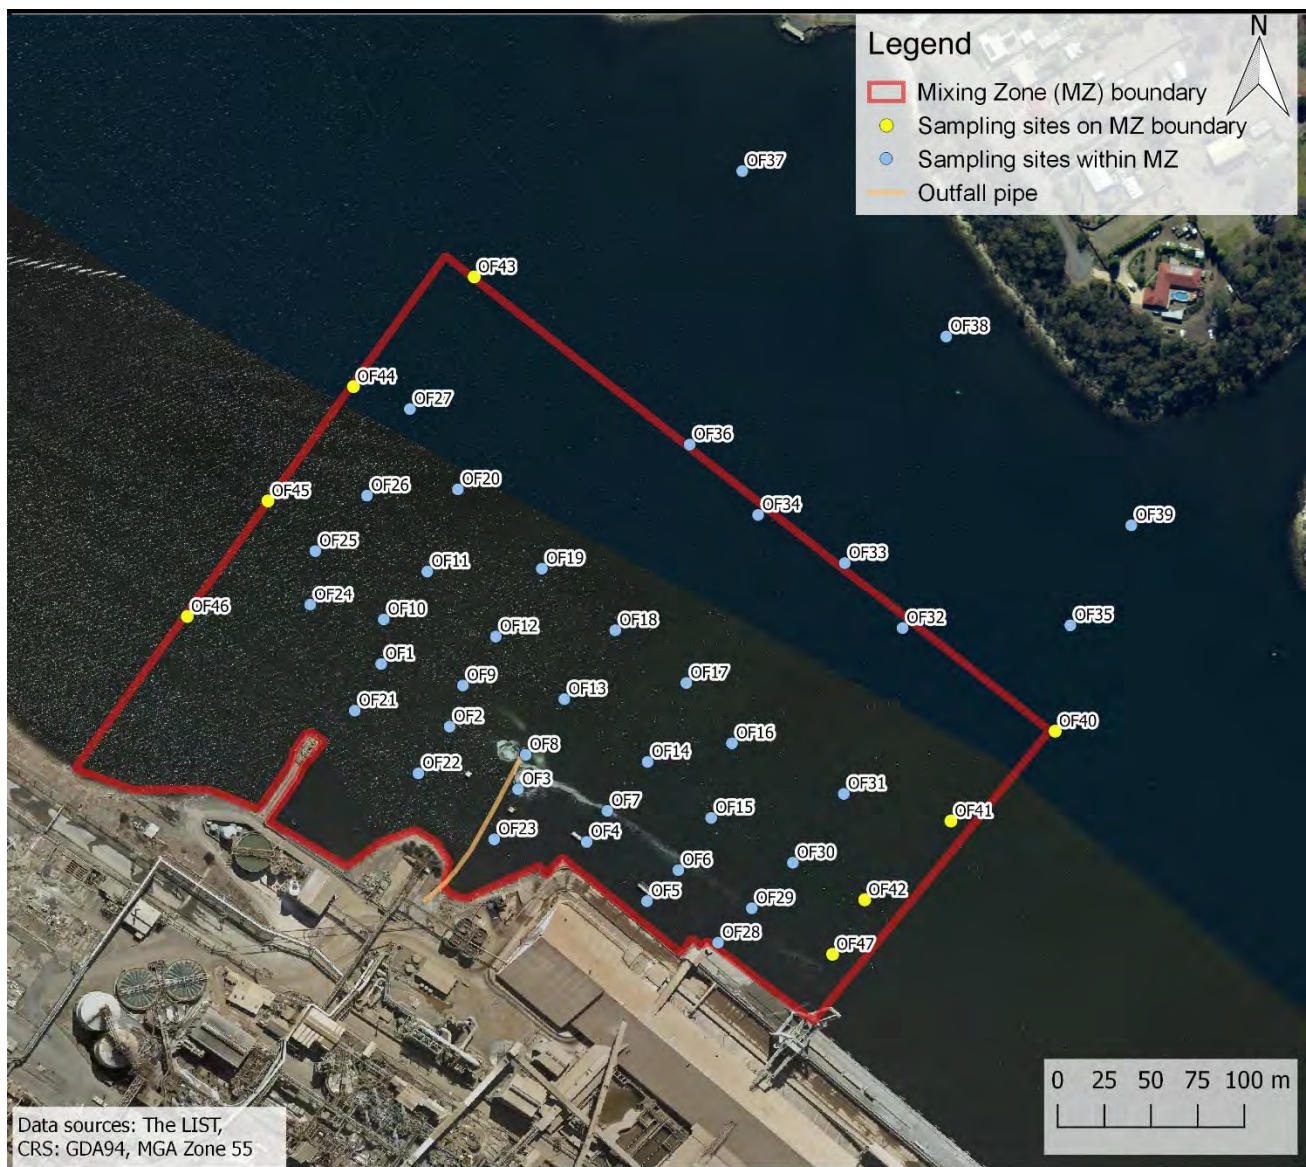 Legend
N
Mixing Zone (MZ) boundary
Sampling sites on MZ boundary
Sampling sites within MZ
Outfall pipe
OF37
OF43
OF38
OF44
OF27
OF36
OF20
OF45
OF26
OF34
OF39
OF25
OF11
OF19
OF33
OF24
OF46
OF10
OF12
OF18
OF32
OF35
OF1
OF9
OF17
OF13
OF21
OF2
OF40
OF16
OF8
OF14
OF22
OF3
OF31
OF7
OF15
OF41
OF23
OF4
OF30
OF6
OF42
OF5
OF29
OF28
OF47
0 25 50 75 100 m
Data sources: The LIST,
CRS: GDA94, MGA Zone 55